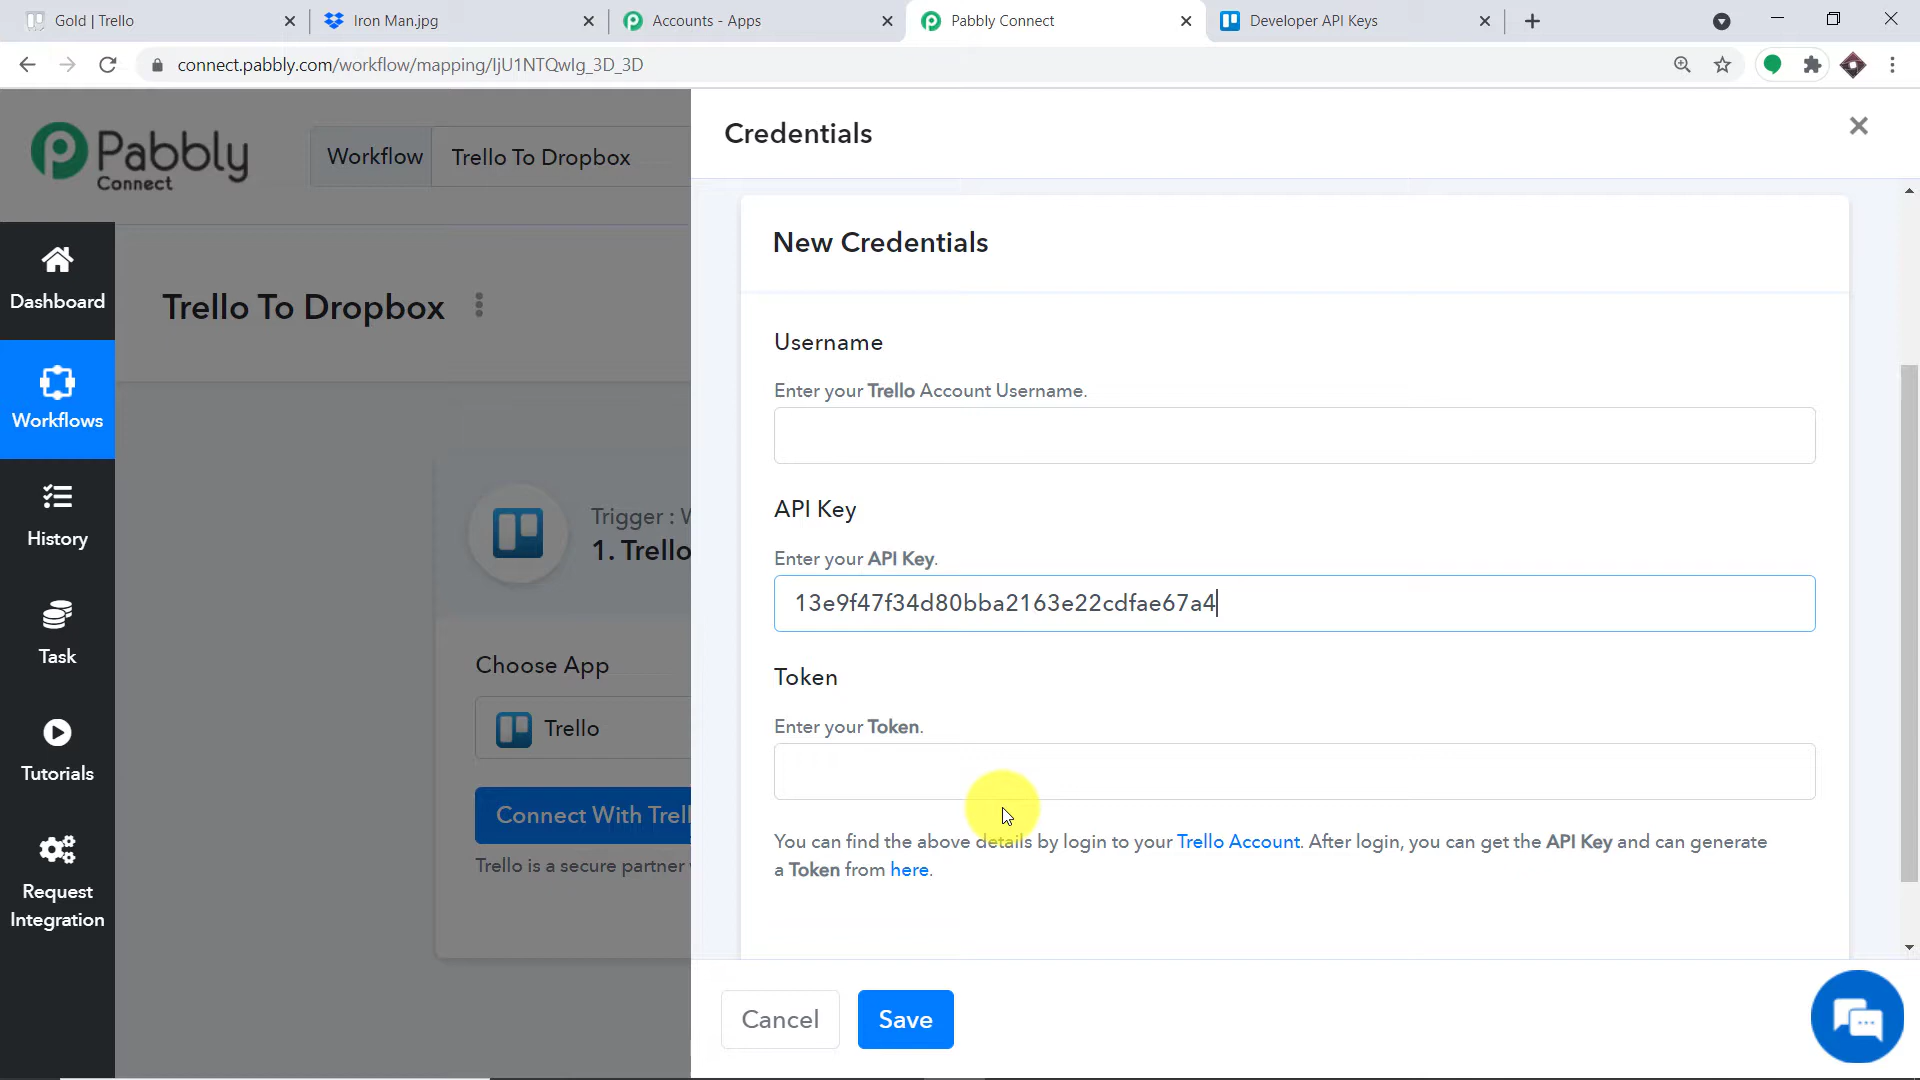 Gold | Trello
Iron Man.jpg
Accounts - Apps
Pabbly Connect
Developer API Keys
connect.pabbly.com/workflow/mapping/IjU1NTQwIg_3D_3D
Pabbly
Connect
Workflow
Trello To Dropbox
Credentials
Dashboard
Workflows
History
Task
Tutorials
Request
Integration
Trello To Dropbox
Trigger : W
1. Trello
Choose App
Trello
Connect With Trell
Trello is a secure partner
New Credentials
Username
Enter your Trello Account Username.
API Key
Enter your API Key.
13e9f47f34d80bba2163e22cdfae67a4
Token
Enter your Token.
You can find the above details by login to your Trello Account. After login, you can get the API Key and can generate
a Token from here.
Cancel
Save